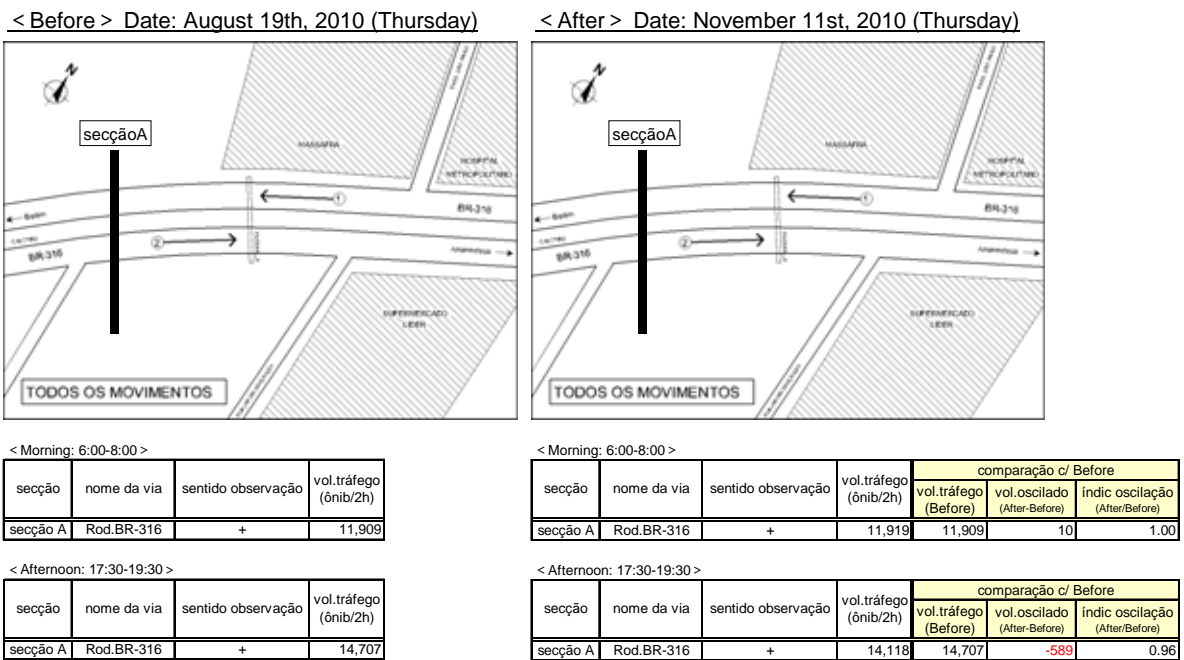 ＜Before＞ Date: August 19th, 2010 (Thursday)
N
secçãoA
MASSAFRA
HOSPITAL
METROPOLITANO
1
BR-316
Belém
2
BR-316
Ananindeua
SUPERMERCADO
LIDER
TODOS OS MOVIMENTOS
＜After＞ Date: November 11st, 2010 (Thursday)
N
secçãoA
MASSAFRA
HOSPITAL
METROPOLITANO
1
BR-316
Belém
2
BR-316
Ananindeua
SUPERMERCADO
LIDER
TODOS OS MOVIMENTOS
＜Morning: 6:00-8:00＞
secção nome da via sentido observação vol.tráfego (ônib/2h)
secção A Rod.BR-316 + 11,909
＜Afternoon: 17:30-19:30＞
secção nome da via sentido observação vol.tráfego (ônib/2h)
secção A Rod.BR-316 + 14,707
＜Morning: 6:00-8:00＞
comparação c/ Before
secção nome da via sentido observação vol.tráfego (ônib/2h) vol.tráfego (Before) vol.oscilado (After-Before) índic oscilação (After/Before)
secção A Rod.BR-316 + 11,919 11,909 10 1.00
＜Afternoon: 17:30-19:30＞
comparação c/ Before
secção nome da via sentido observação vol.tráfego (ônib/2h) vol.tráfego (Before) vol.oscilado (After-Before) índic oscilação (After/Before)
secção A Rod.BR-316 + 14,118 14,707 -589 0.96